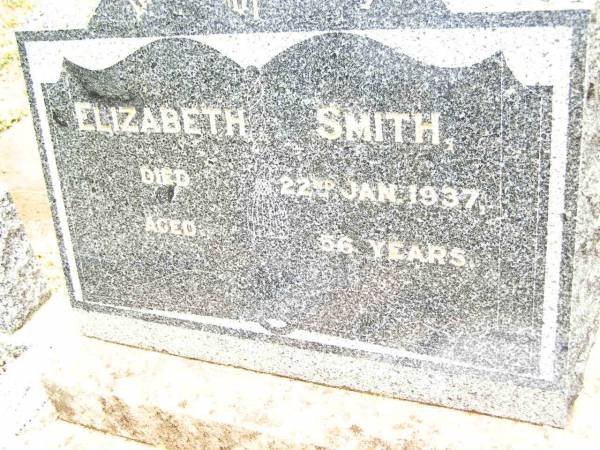 ELIZABETH SMITH,
DIED 22ND JAN. 1937,
AGED 56 YEARS.